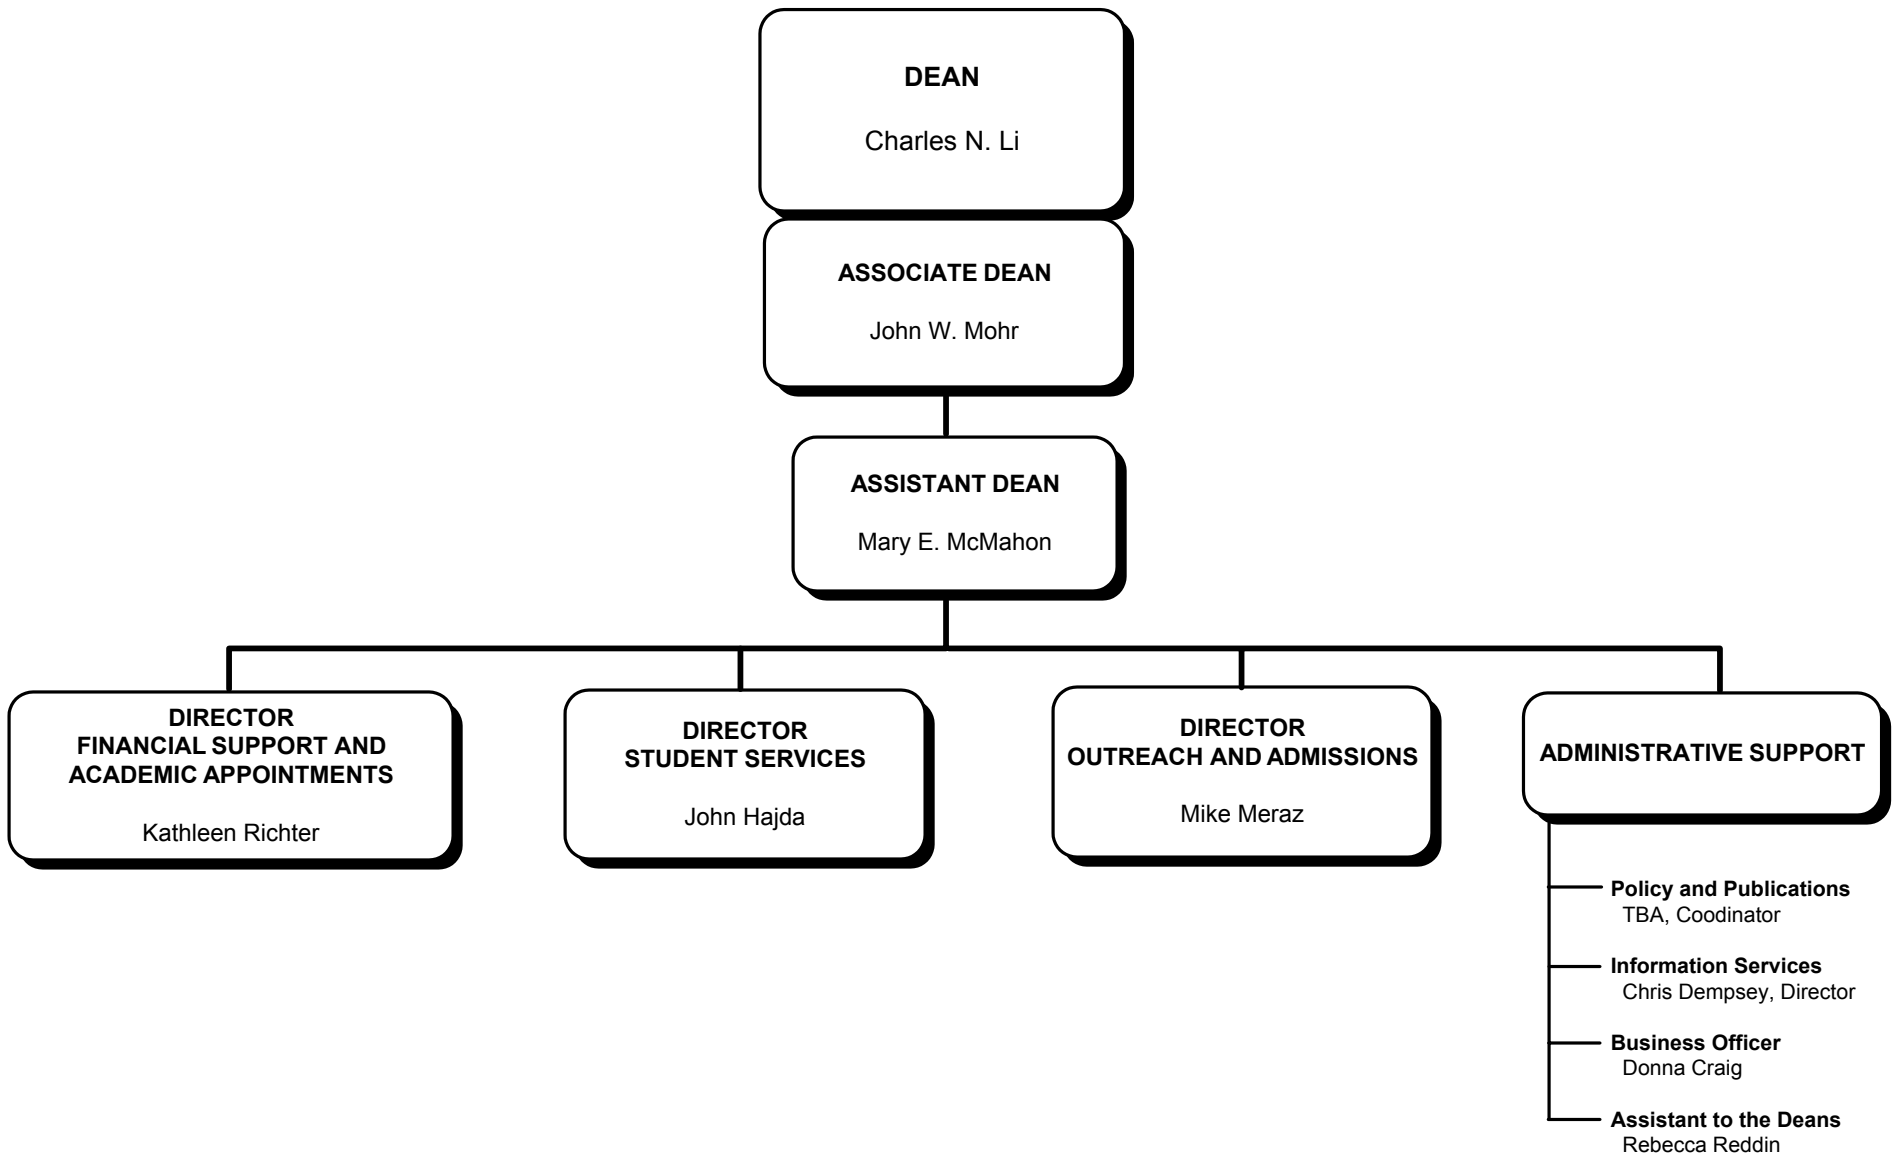 DEAN
Charles N. Li
ASSOCIATE DEAN
John W. Mohr
ASSISTANT DEAN
Mary E. McMahon
DIRECTOR
FINANCIAL SUPPORT AND
ACADEMIC APPOINTMENTS
Kathleen Richter
DIRECTOR
STUDENT SERVICES
John Hajda
DIRECTOR
OUTREACH AND ADMISSIONS
Mike Meraz
ADMINISTRATIVE SUPPORT
Policy and Publications
TBA, Coodinator
Information Services
Chris Dempsey, Director
Business Officer
Donna Craig
Assistant to the Deans
Rebecca Reddin